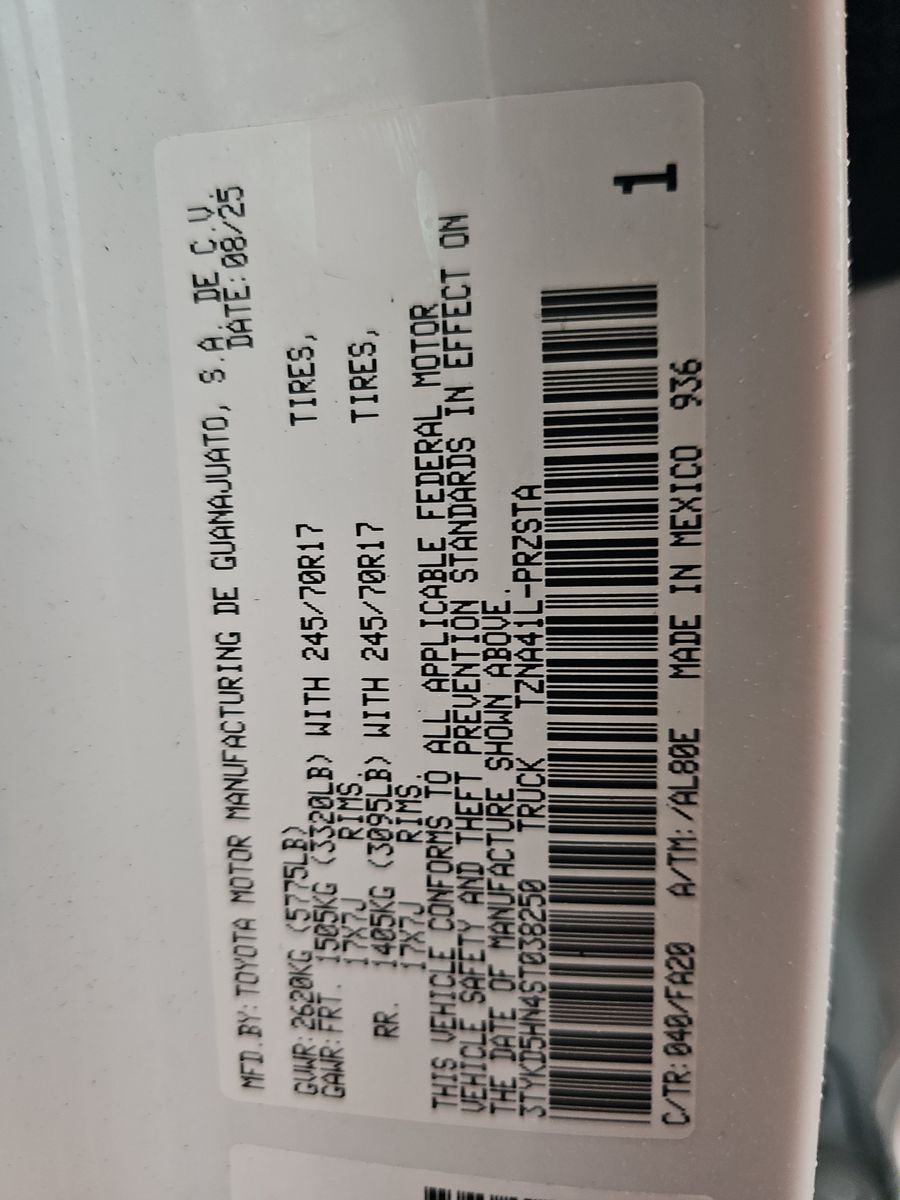 MFD.BY:TOYOTA MOTOR MANUFACTURING DE GUANAJUATO, S.A. DE C.V.
DATE:08/25
GVWR:2620KG (5775LB)
GAWR:FRT. 1505KG (3320LB) WITH 245/70R17 TIRES,
17X7J RIMS.
RR. 1405KG (3095LB) WITH 245/70R17 TIRES,
17X7J RIMS.
THIS VEHICLE CONFORMS TO ALL APPLICABLE FEDERAL MOTOR
VEHICLE SAFETY AND THEFT PREVENTION STANDARDS IN EFFECT ON
THE DATE OF MANUFACTURE SHOWN ABOVE.
3TYKD5HN4ST038250 TRUCK TZNA41L-PRZSTA
1
C/TR:040/FA20 A/TM:/AL80E MADE IN MEXICO 936